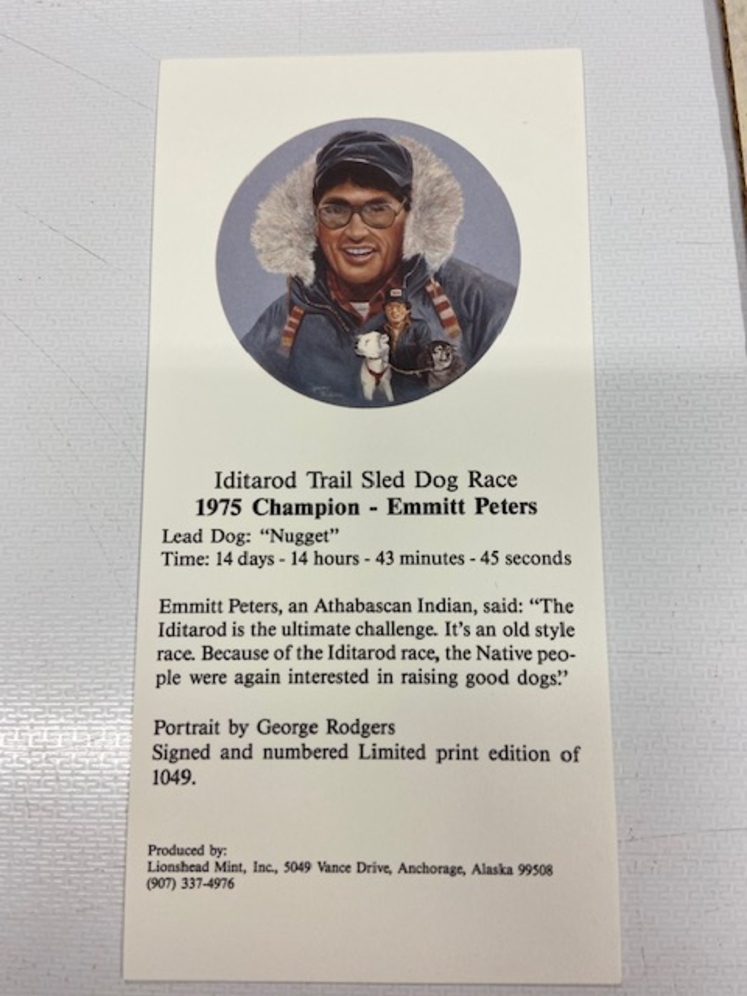 Iditarod Trail Sled Dog Race
1975 Champion - Emmitt Peters
Lead Dog: “Nugget”
Time: 14 days - 14 hours - 43 minutes - 45 seconds
Emmitt Peters, an Athabascan Indian, said: “The
Iditarod is the ultimate challenge. It’s an old style
race. Because of the Iditarod race, the Native peo-
ple were again interested in raising good dogs.”
Portrait by George Rodgers
Signed and numbered Limited print edition of
1049.
Produced by:
Lionshead Mint, Inc., 5049 Vance Drive, Anchorage, Alaska 99508
(907) 337-4976